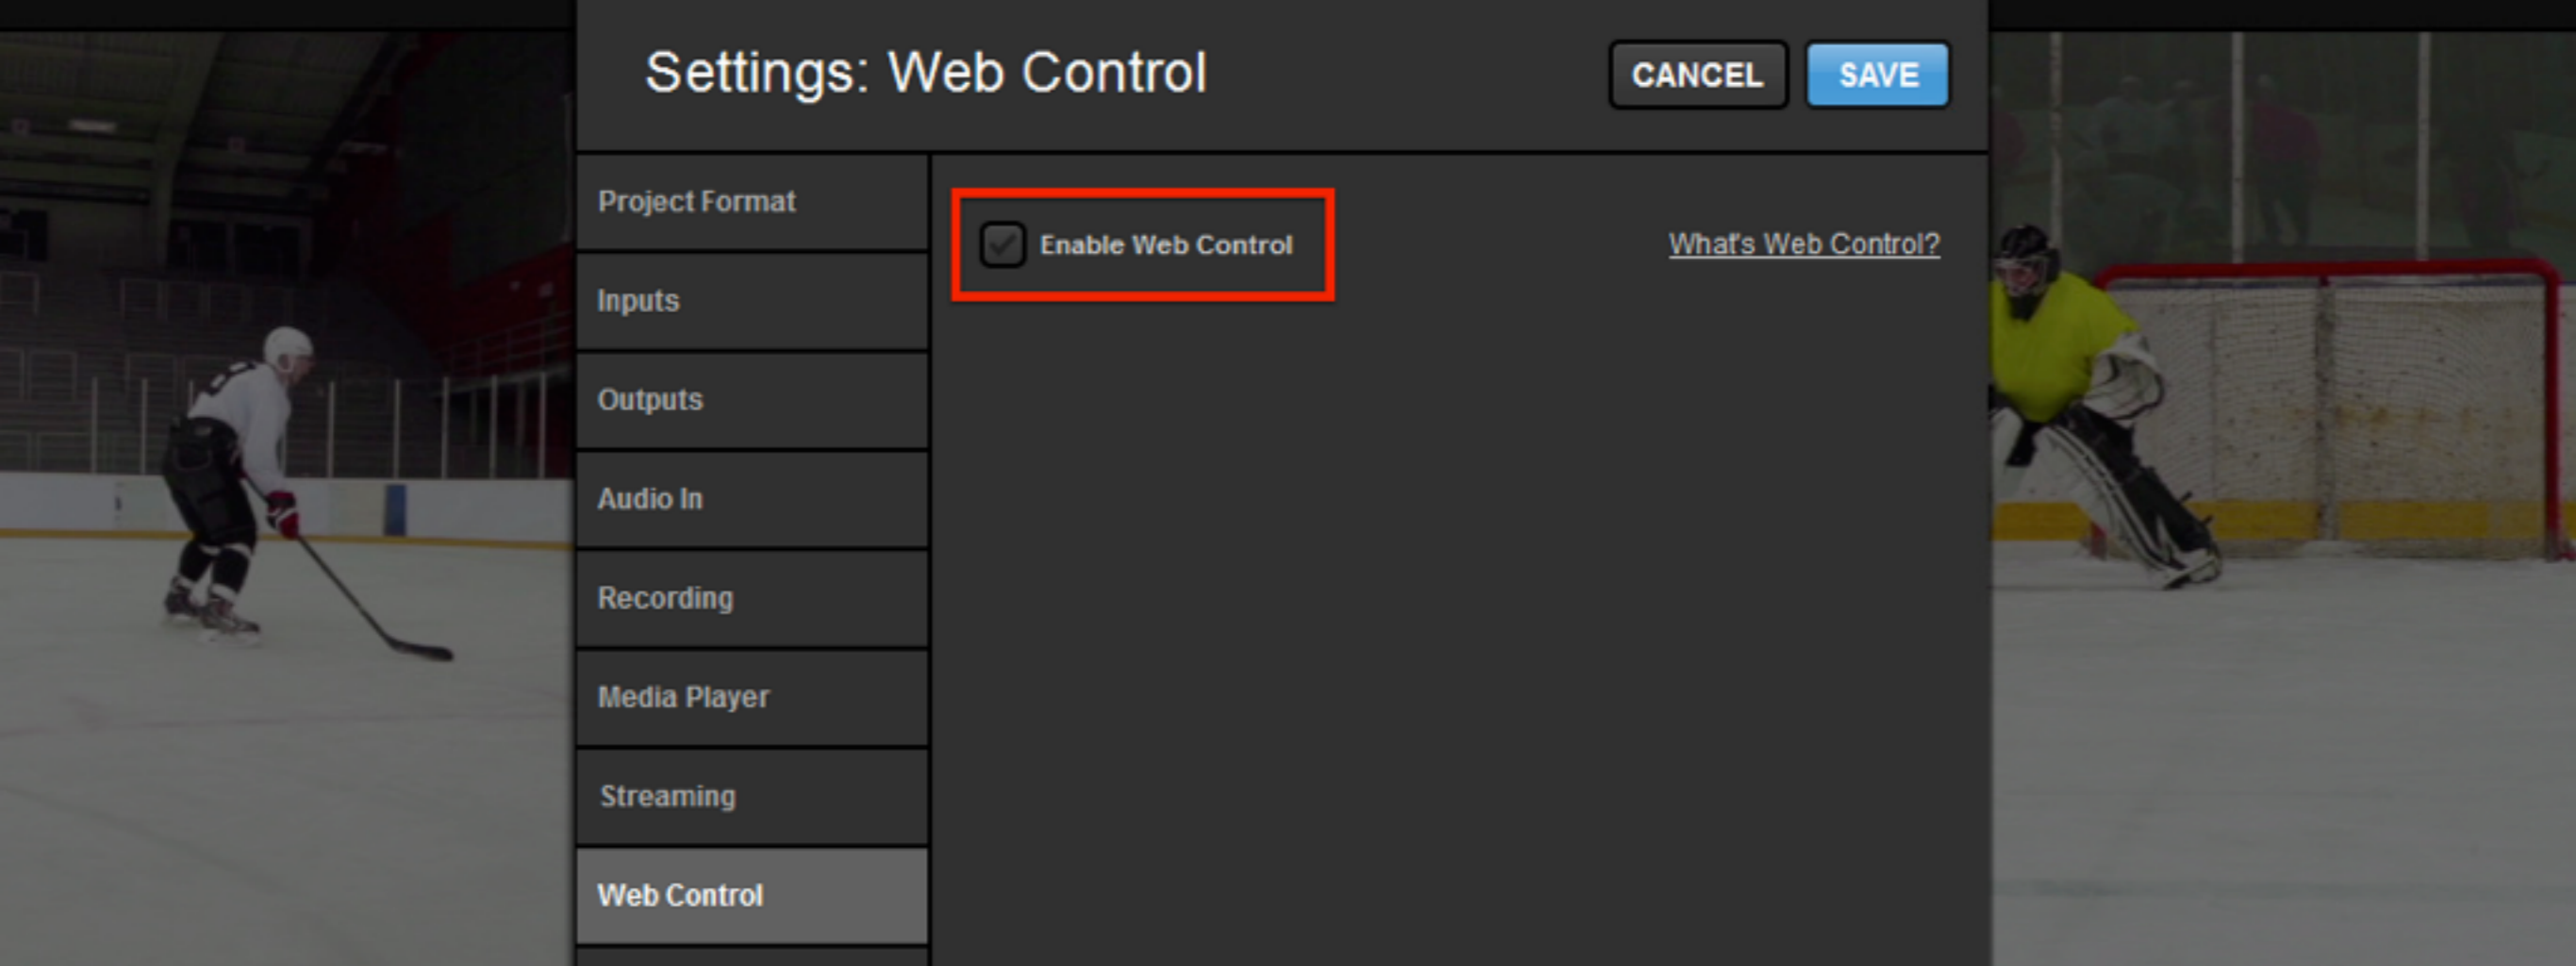 Settings: Web Control
CANCEL
SAVE
Project Format
Inputs
Outputs
Audio In
Recording
Media Player
Streaming
Web Control
Enable Web Control
What's Web Control?